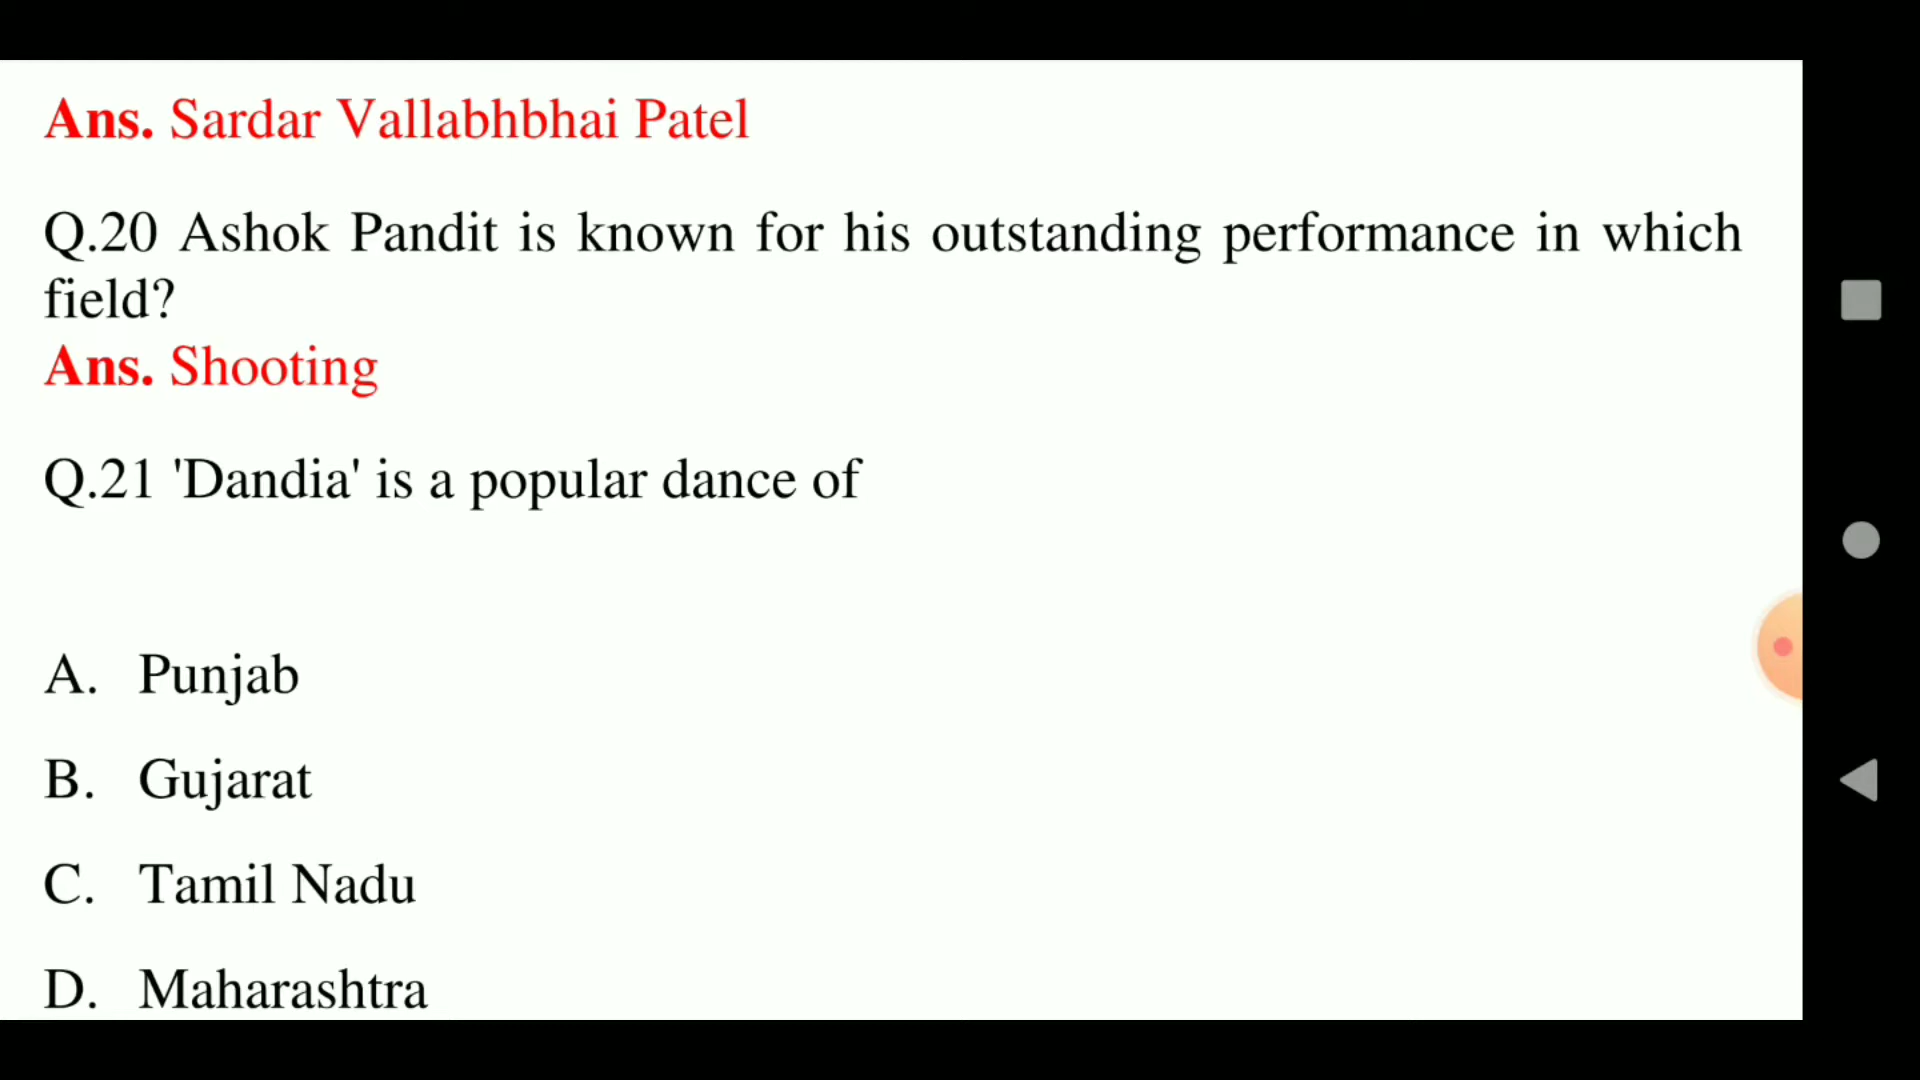 Ans. Sardar Vallabhbhai Patel
Q.20 Ashok Pandit is known for his outstanding performance in which
field?
Ans. Shooting
Q.21 'Dandia' is a popular dance of
A. Punjab
B. Gujarat
C. Tamil Nadu
D. Maharashtra